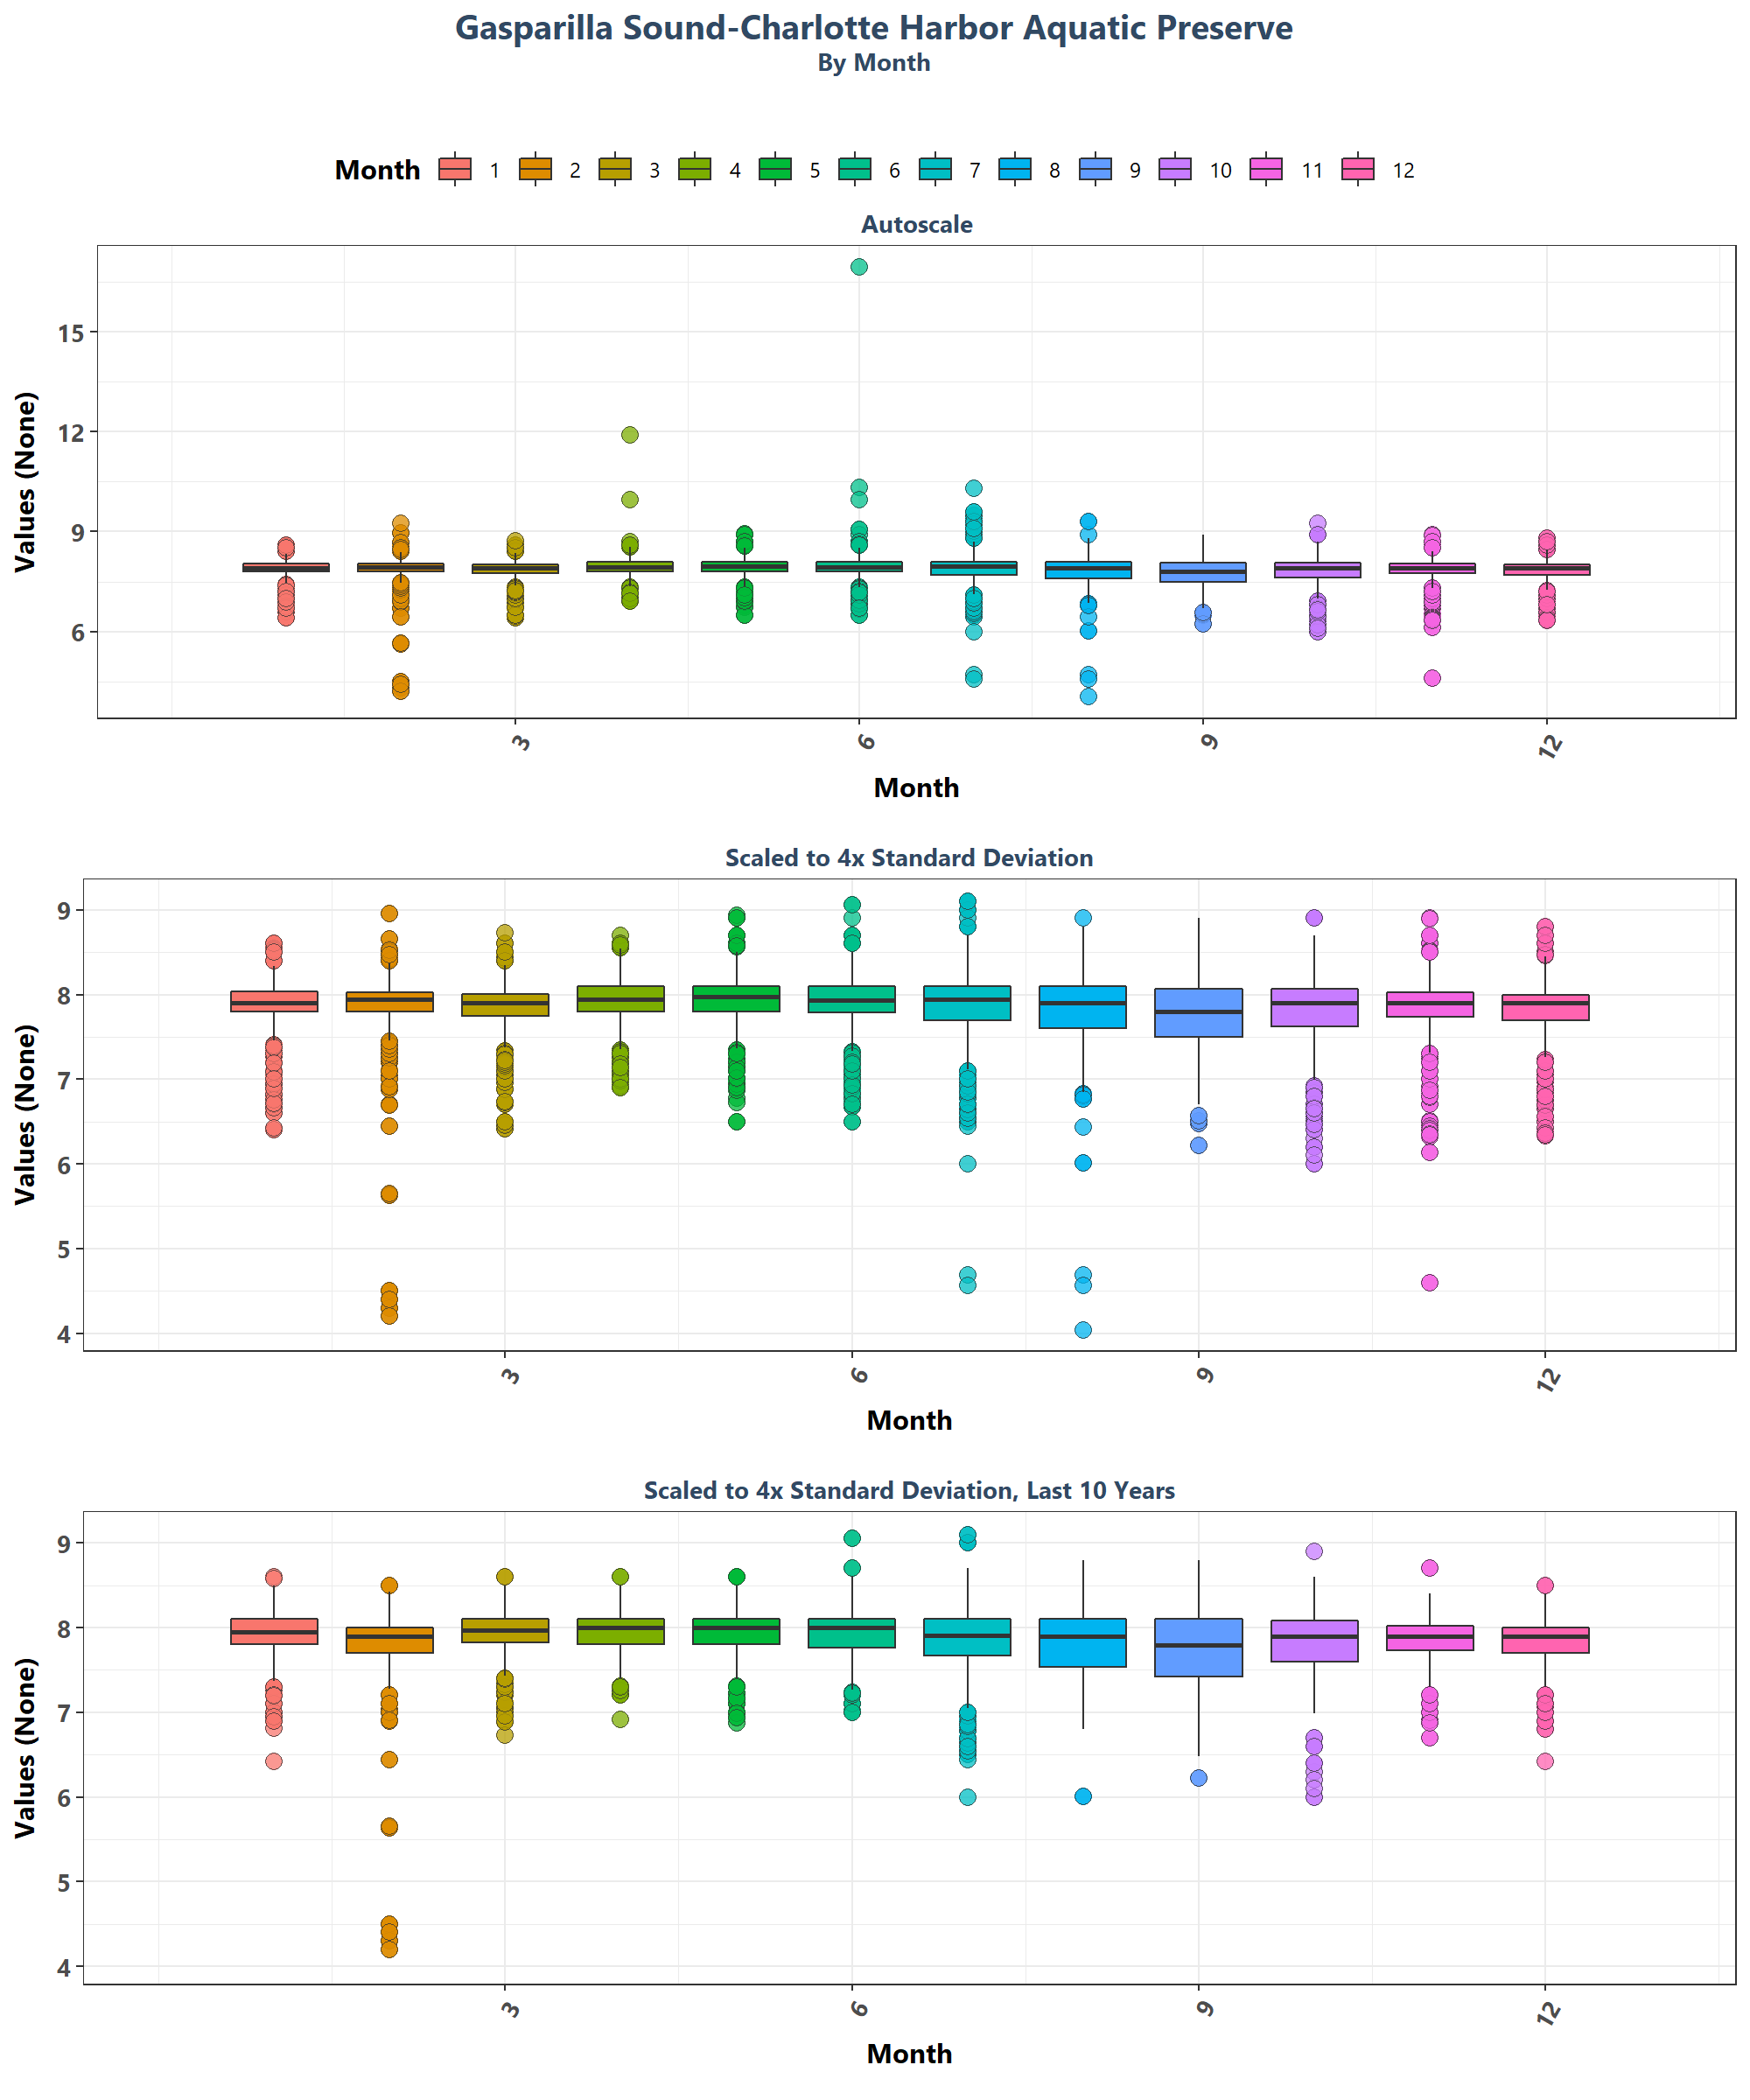 Gasparilla Sound-Charlotte Harbor Aquatic Preserve
By Month
Month 1 2 3 4 5 6 7 8 9 10 11 12
Autoscale
Values (None)
15
12
9
6
3 6 9 12
Month
Scaled to 4x Standard Deviation
Values (None)
9
8
7
6
5
4
3 6 9 12
Month
Scaled to 4x Standard Deviation, Last 10 Years
Values (None)
9
8
7
6
5
4
3 6 9 12
Month